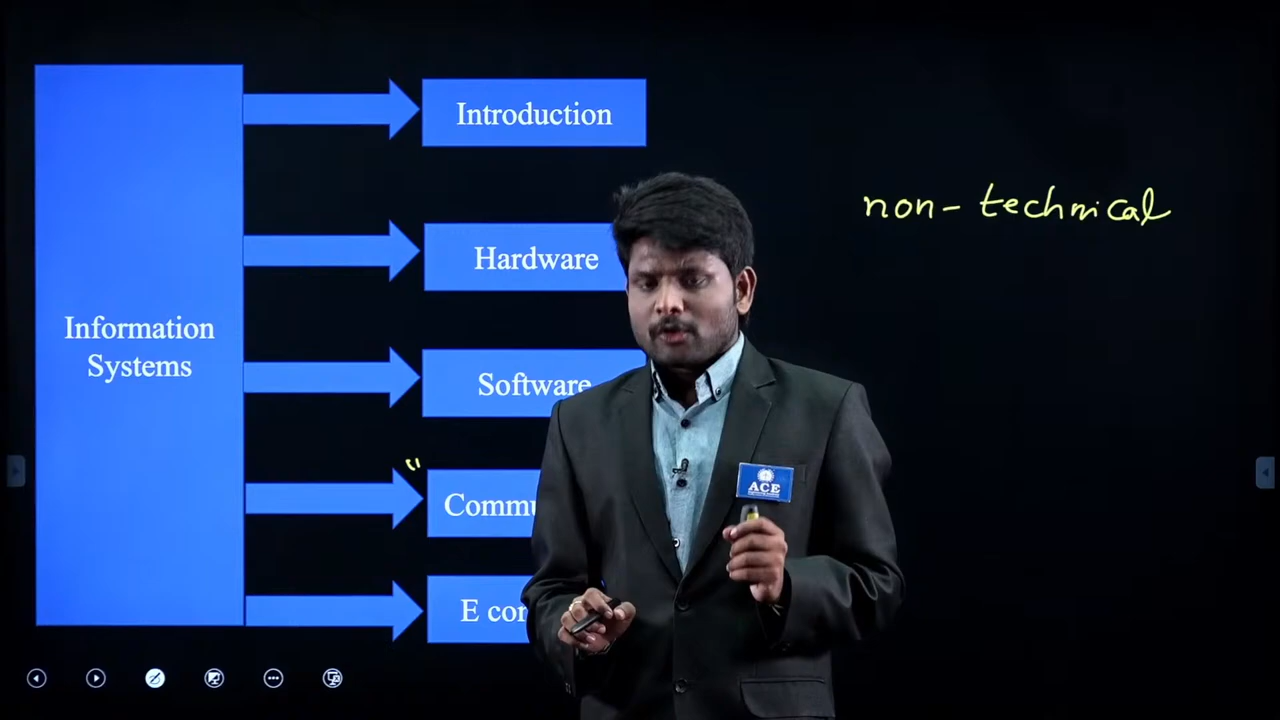 Introduction
non-technical
Hardware
Information
Systems
Software
ACE